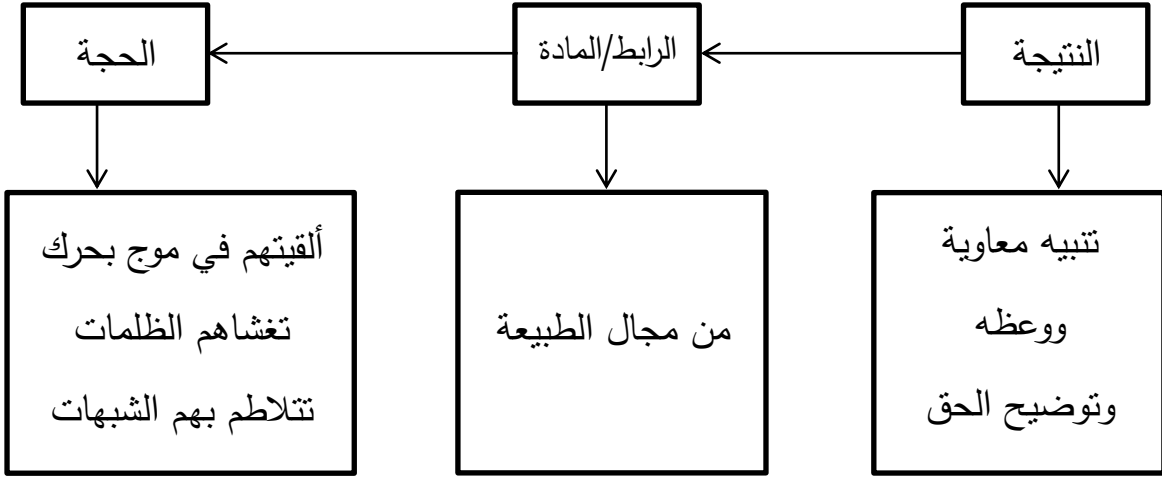 النتيجة
الرابط/المادة
الحجة
تنبيه معاوية
ووعظه
وتوضيح الحق
من مجال الطبيعة
ألقيتهم في موج بحرك
تغشاهم الظلمات
تتلاطم بهم الشبهات